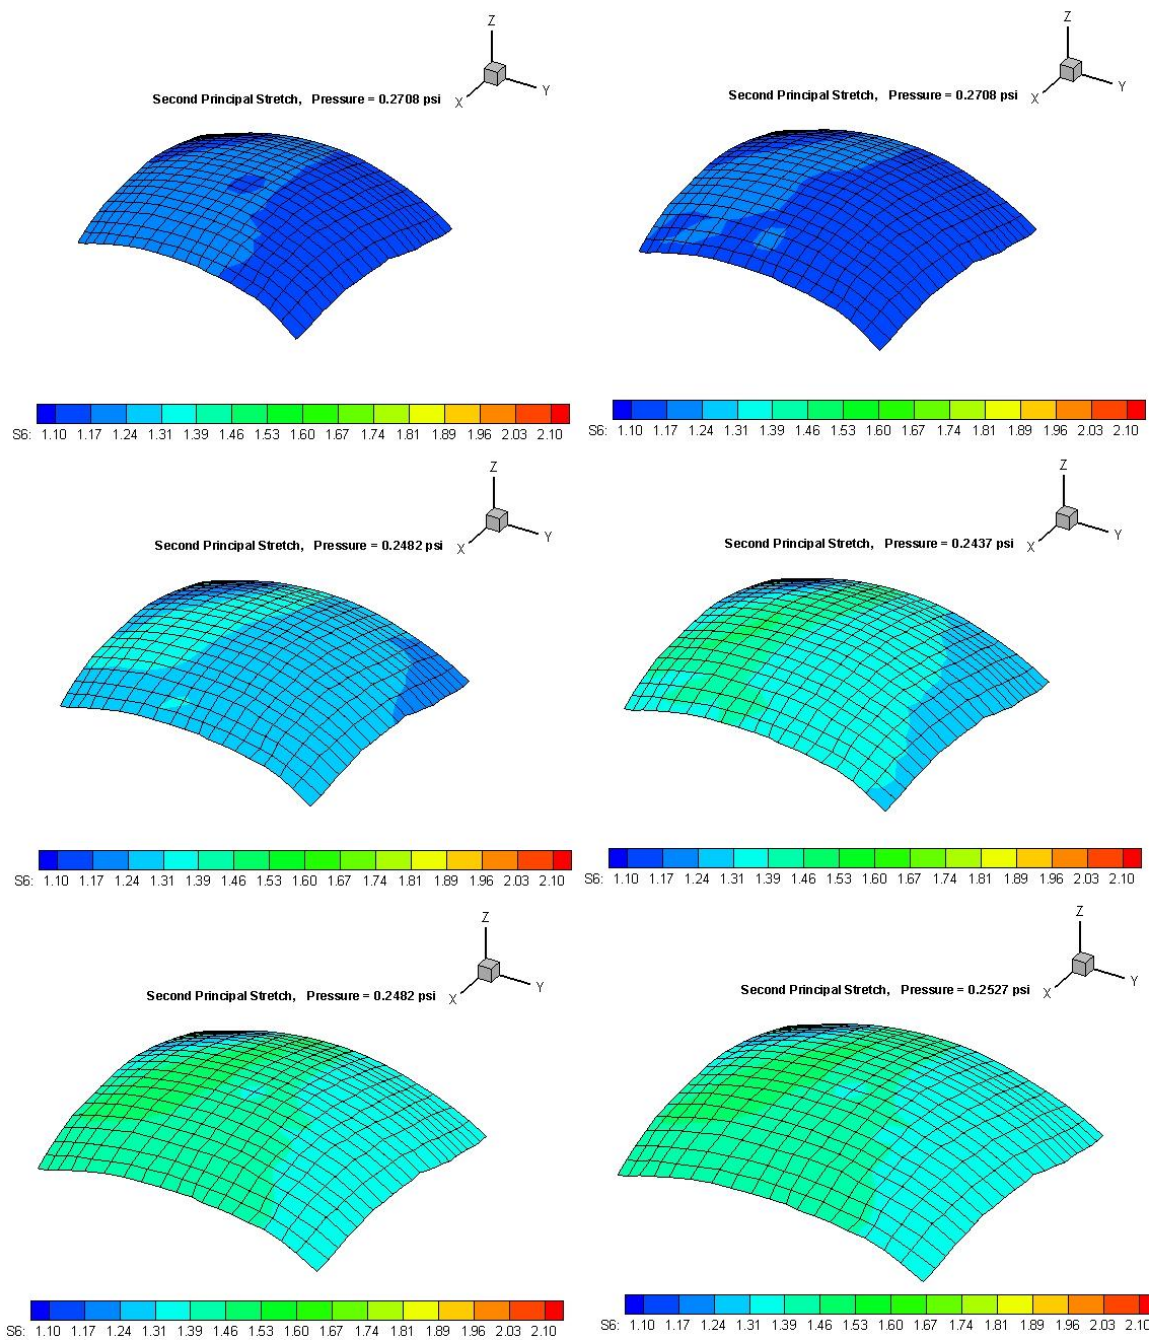 Z
Y
X
Second Principal Stretch, Pressure = 0.2708 psi
S6: 1.10 1.17 1.24 1.31 1.39 1.46 1.53 1.60 1.67 1.74 1.81 1.89 1.96 2.03 2.10
Z
Y
X
Second Principal Stretch, Pressure = 0.2708 psi
S6: 1.10 1.17 1.24 1.31 1.39 1.46 1.53 1.60 1.67 1.74 1.81 1.89 1.96 2.03 2.10
Z
Y
X
Second Principal Stretch, Pressure = 0.2482 psi
S6: 1.10 1.17 1.24 1.31 1.39 1.46 1.53 1.60 1.67 1.74 1.81 1.89 1.96 2.03 2.10
Z
Y
X
Second Principal Stretch, Pressure = 0.2437 psi
S6: 1.10 1.17 1.24 1.31 1.39 1.46 1.53 1.60 1.67 1.74 1.81 1.89 1.96 2.03 2.10
Z
Y
X
Second Principal Stretch, Pressure = 0.2482 psi
S6: 1.10 1.17 1.24 1.31 1.39 1.46 1.53 1.60 1.67 1.74 1.81 1.89 1.96 2.03 2.10
Z
Y
X
Second Principal Stretch, Pressure = 0.2527 psi
S6: 1.10 1.17 1.24 1.31 1.39 1.46 1.53 1.60 1.67 1.74 1.81 1.89 1.96 2.03 2.10